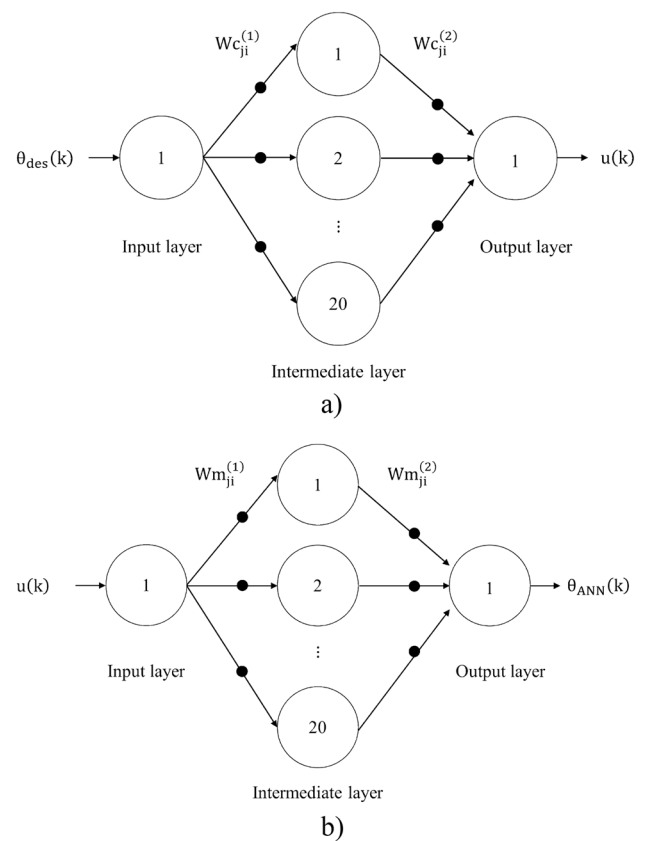 Wc_ji^(1)
Wc_ji^(2)
1
θ_des(k)
1
2
1
u(k)
⋮
Input layer
Output layer
20
Intermediate layer
a)
Wm_ji^(1)
Wm_ji^(2)
1
u(k)
1
2
1
θ_ANN(k)
⋮
Input layer
Output layer
20
Intermediate layer
b)